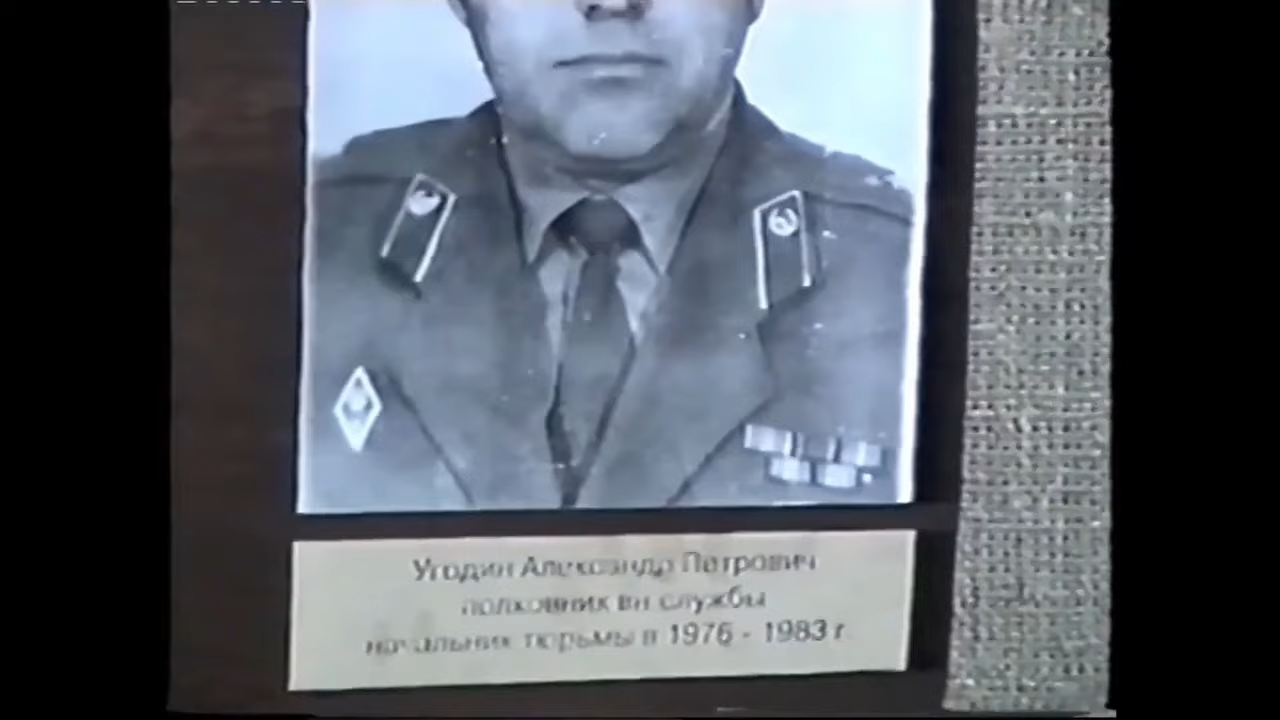 Угодин Александр Петрович
полковник вн службы
начальник тюрьмы в 1976 - 1983 г